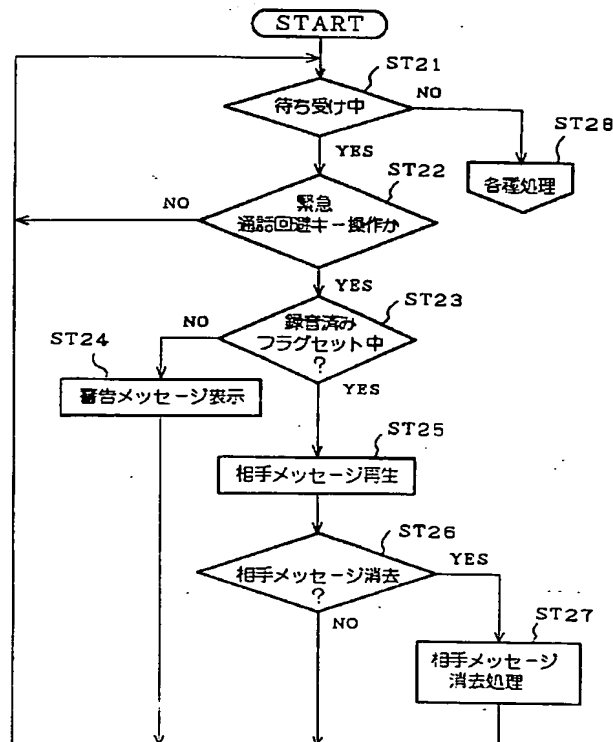 START
ST21
待ち受け中
NO
ST28
各種処理
YES
ST22
緊急
通話回避キー操作か
NO
YES
ST23
録音済み
フラグセット中
?
NO
ST24
警告メッセージ表示
YES
ST25
相手メッセージ再生
ST26
相手メッセージ消去
?
YES
NO
ST27
相手メッセージ
消去処理